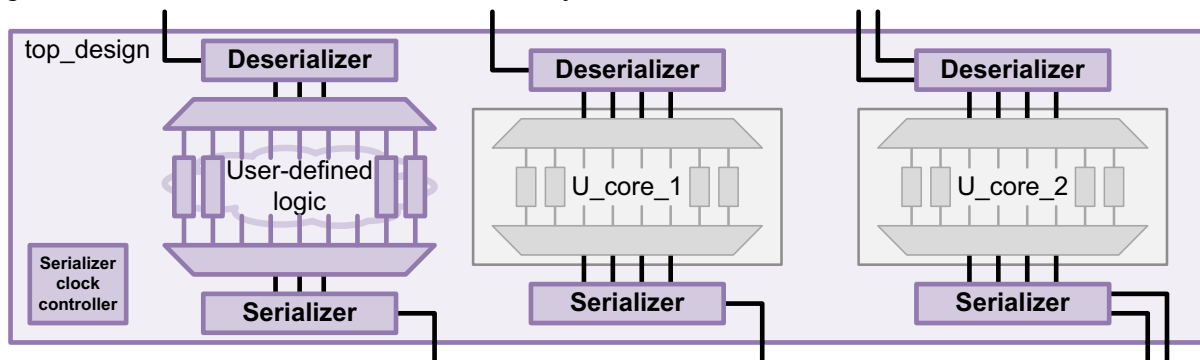 top_design
Deserializer
Deserializer
Deserializer
User-defined
logic
U_core_1
U_core_2
Serializer
clock
controller
Serializer
Serializer
Serializer